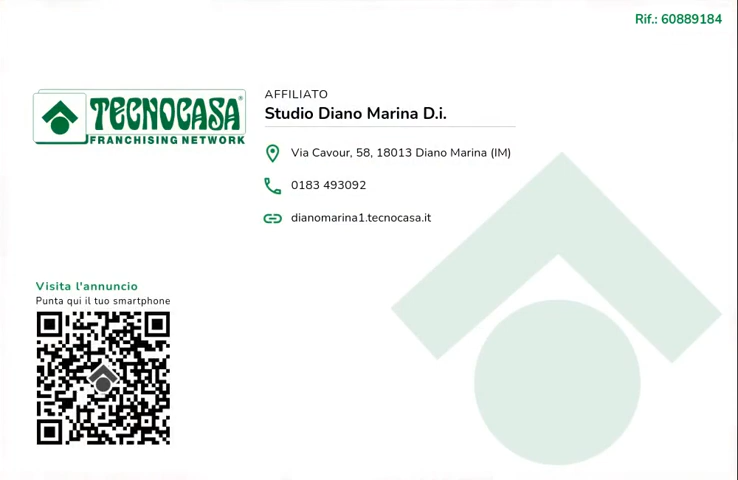 Rif.: 60889184
TECNOCASA®
FRANCHISING NETWORK
AFFILIATO
Studio Diano Marina D.i.
Via Cavour, 58, 18013 Diano Marina (IM)
0183 493092
dianomarina1.tecnocasa.it
Visita l'annuncio
Punta qui il tuo smartphone